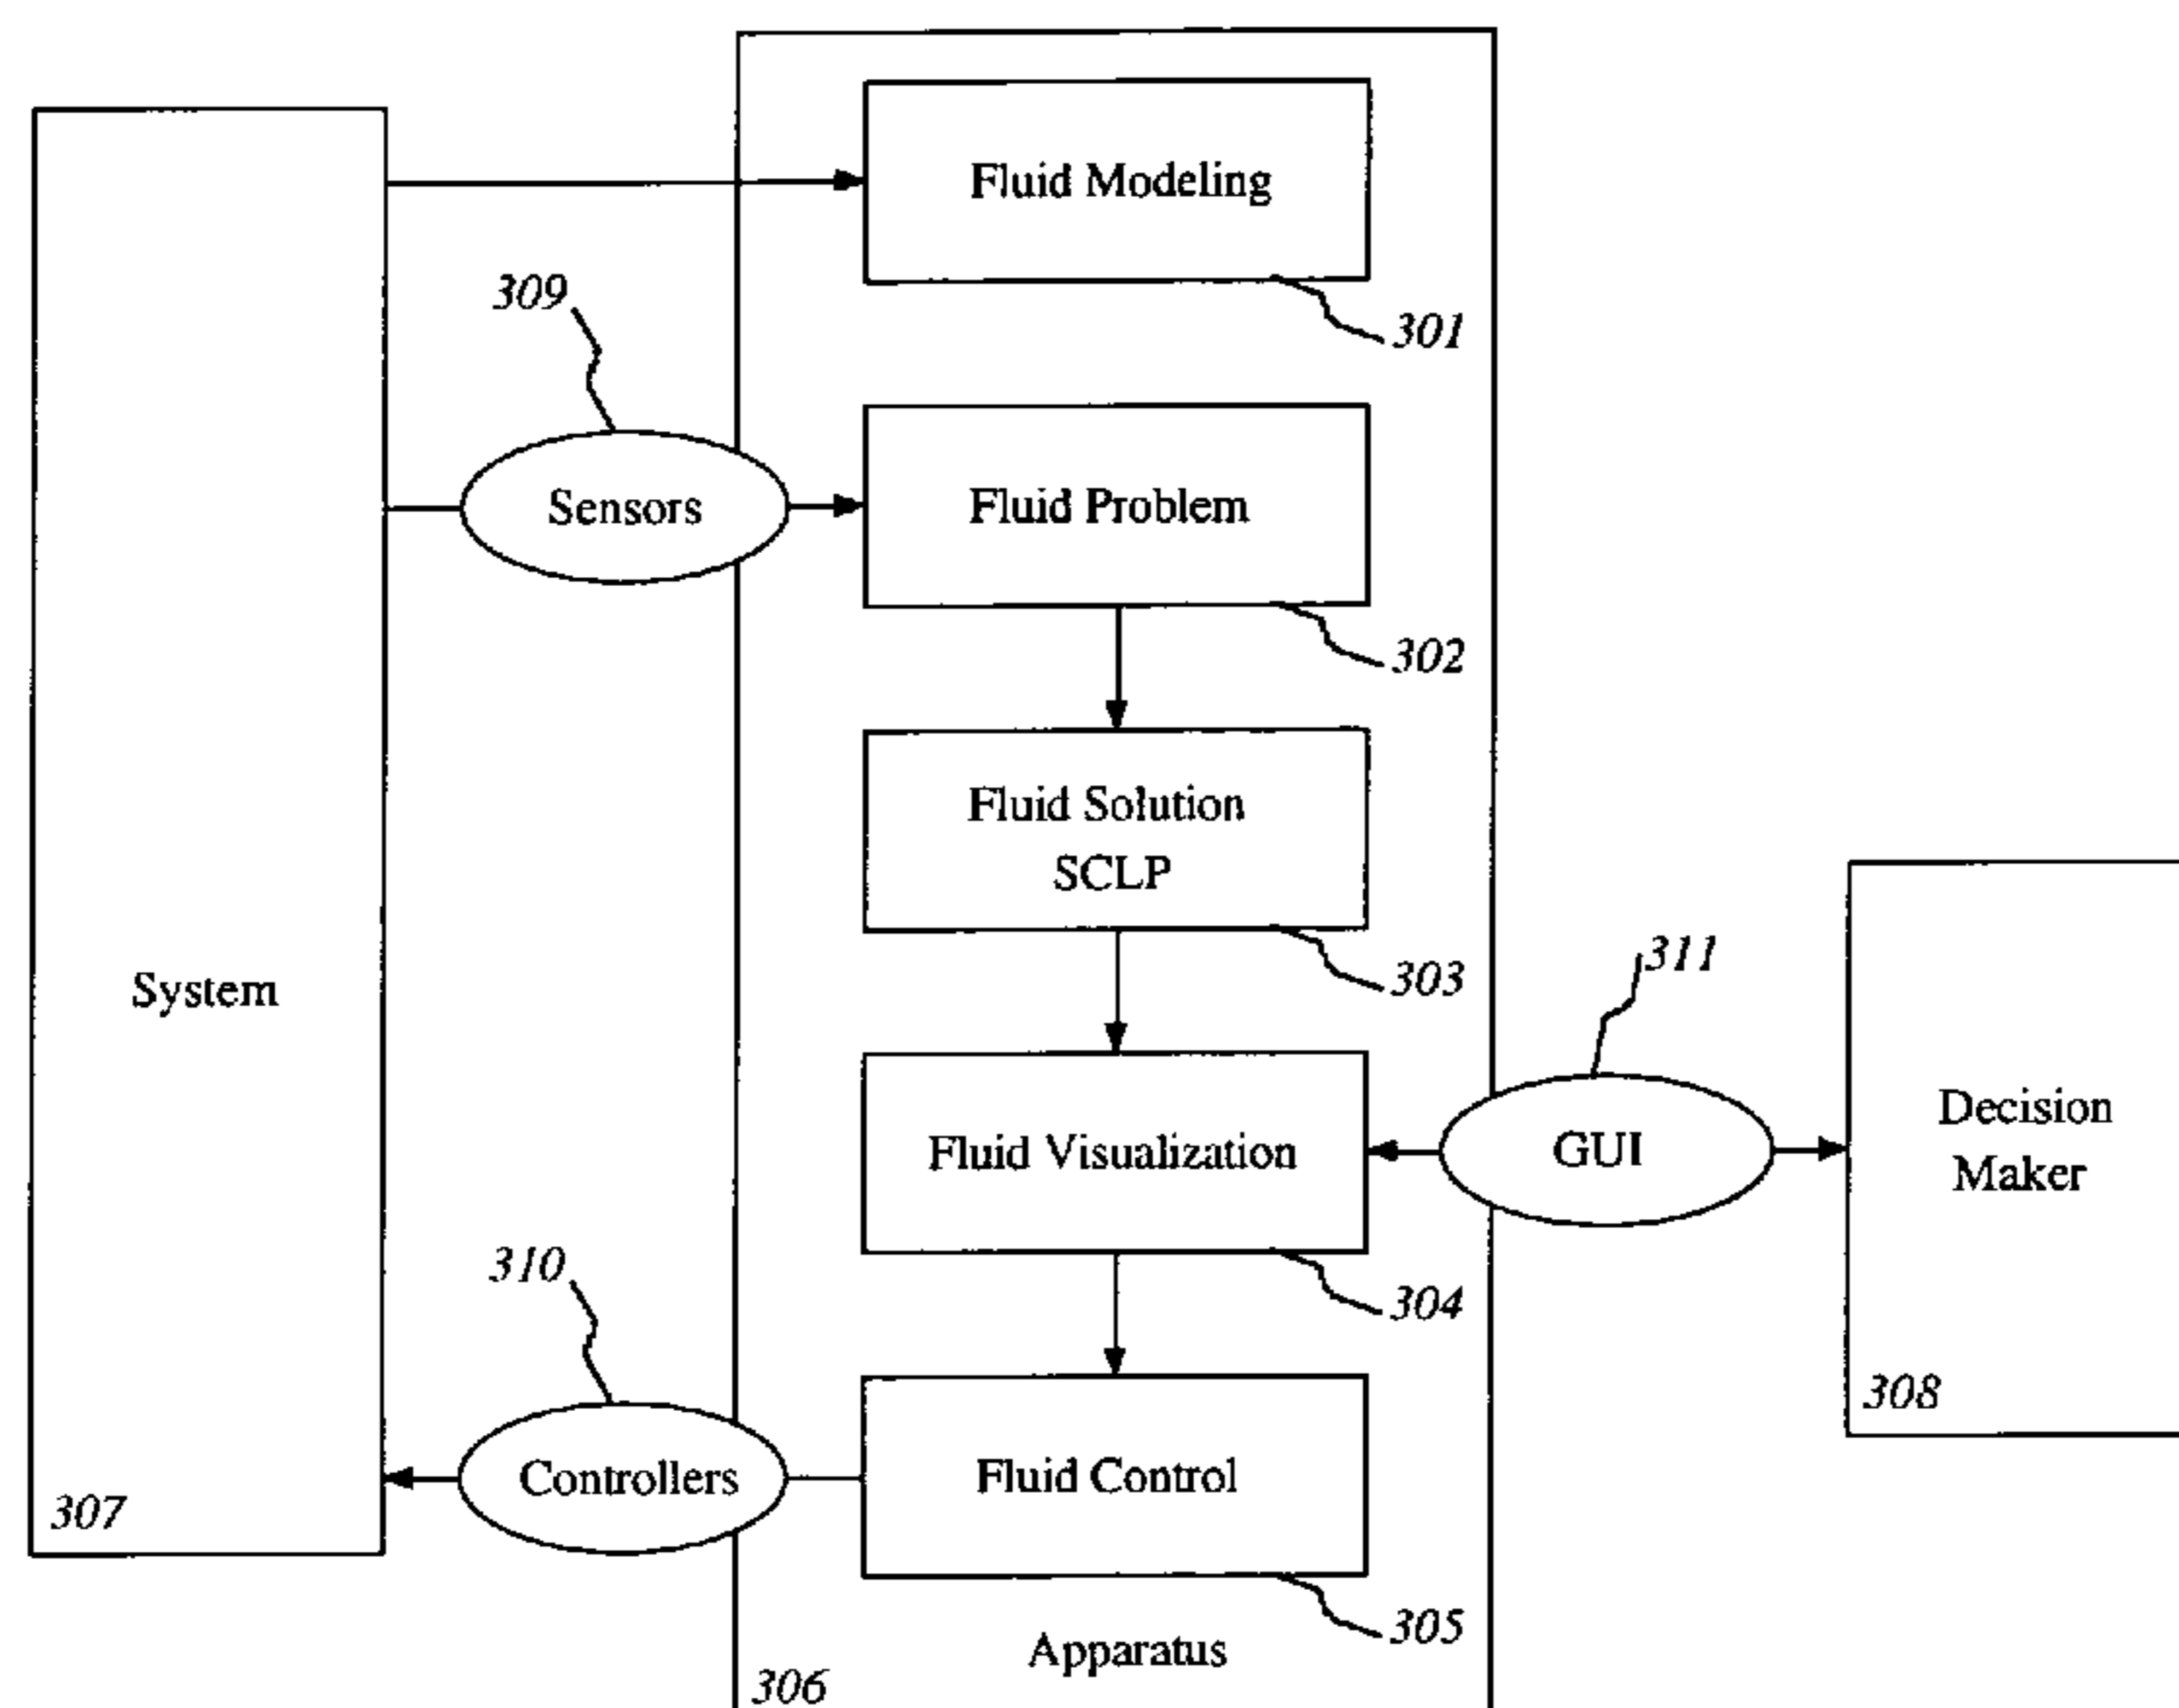 Fluid Modeling
301
309
Sensors
Fluid Problem
302
Fluid Solution
SCLP
303
System
311
Fluid Visualization
GUI
Decision
Maker
304
310
308
Controllers
Fluid Control
307
305
Apparatus
306